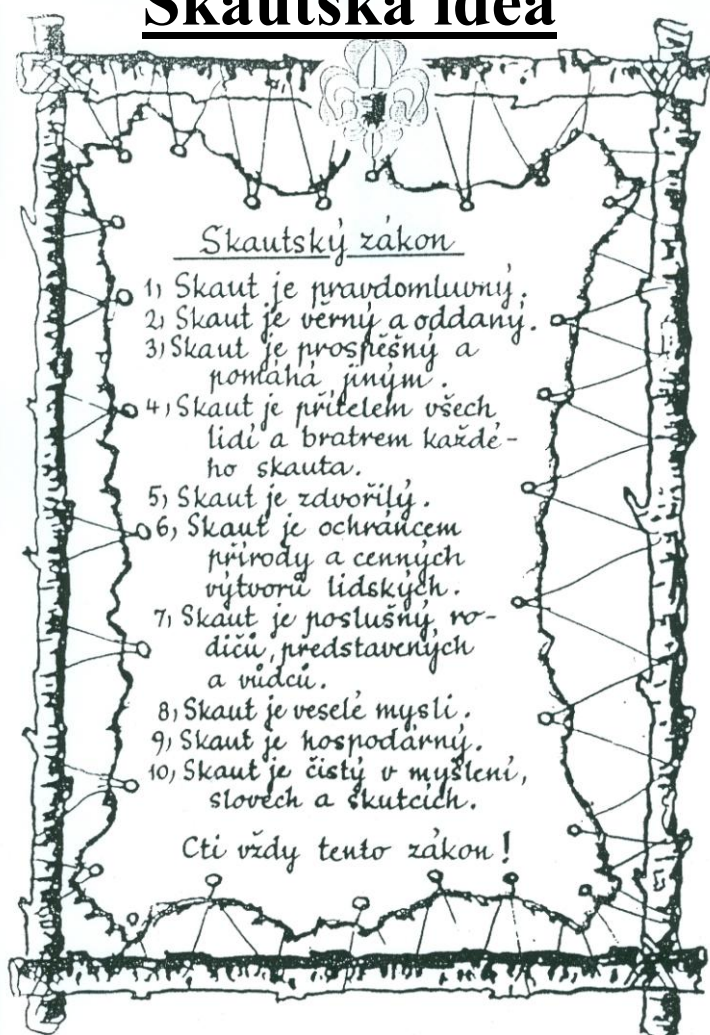 Skautská idea
Skautský zákon
1, Skaut je pravdomluvný.
2, Skaut je věrný a oddaný.
3, Skaut je prospěšný a
pomáhá jiným.
4, Skaut je přítelem všech
lidí a bratrem každé-
ho skauta.
5, Skaut je zdvořilý.
6, Skaut je ochráncem
přírody a cenných
výtvorů lidských.
7, Skaut je poslušný ro-
dičů, představených
a vůdců.
8, Skaut je veselé mysli.
9, Skaut je hospodárný.
10, Skaut je čistý v myšlení,
slovech a skutcích.
Cti vždy tento zákon!